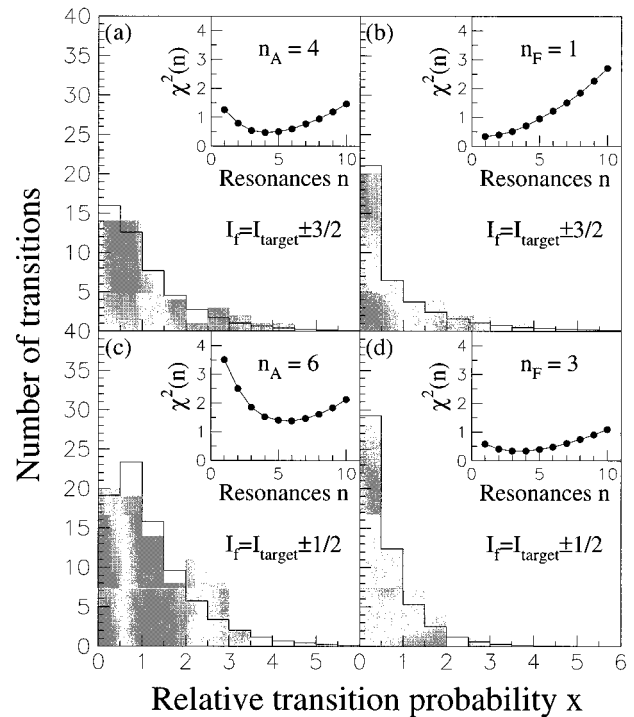 40
35
30
25
20
15
10
5
40
35
30
25
20
15
10
5
0
Number of transitions
(a)
n_A = 4
χ²(n)
4
3
2
1
0
0 5 10
Resonances n
I_f=I_target±3/2
(b)
n_F = 1
χ²(n)
4
3
2
1
0
0 5 10
Resonances n
I_f=I_target±3/2
(c)
n_A = 6
χ²(n)
4
3
2
1
0
0 5 10
Resonances n
I_f=I_target±1/2
(d)
n_F = 3
χ²(n)
4
3
2
1
0
0 5 10
Resonances n
I_f=I_target±1/2
0 1 2 3 4 5 0 1 2 3 4 5 6
Relative transition probability x